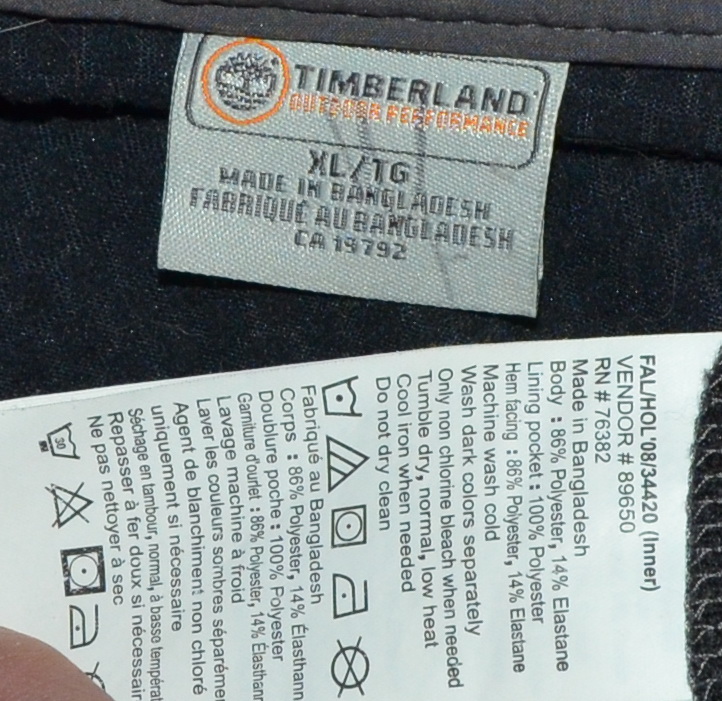 TIMBERLAND
OUTDOOR PERFORMANCE
XL/TG
MADE IN BANGLADESH
FABRIQUÉ AU BANGLADESH
CA 19792
FAL/HOL'08/34420 (Inner)
VENDOR # 89650
RN # 76382
Made in Bangladesh
Body : 86% Polyester, 14% Elastane
Lining pocket : 100% Polyester
Hem facing : 86% Polyester, 14% Elastane
Machine wash cold
Wash dark colors separately
Only non chlorine bleach when needed
Tumble dry, normal, low heat
Cool iron when needed
Do not dry clean
Fabriqué au Bangladesh
Corps : 86% Polyester, 14% Élasthann
Doublure poche : 100% Polyester
Garniture d'ourlet : 86% Polyester, 14% Élasthann
Lavage machine à froid
Laver les couleurs sombres séparéme
Agent de blanchiment non chloré
uniquement si nécessaire
Séchage en tambour, normal, à basso températ
Repasser à fer doux si nécessair
Ne pas nettoyer à sec
30